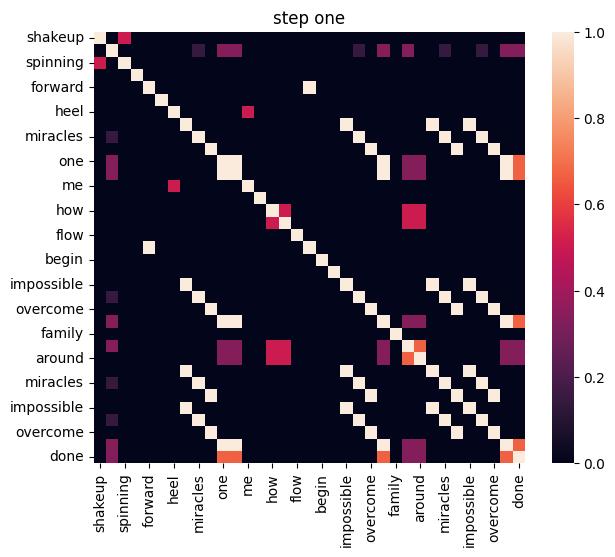 step one
shakeup
spinning
forward
heel
miracles
one
me
how
flow
begin
impossible
overcome
family
around
miracles
impossible
overcome
done
1.0
0.8
0.6
0.4
0.2
0.0
shakeup
spinning
forward
heel
miracles
one
me
how
flow
begin
impossible
overcome
family
around
miracles
impossible
overcome
done